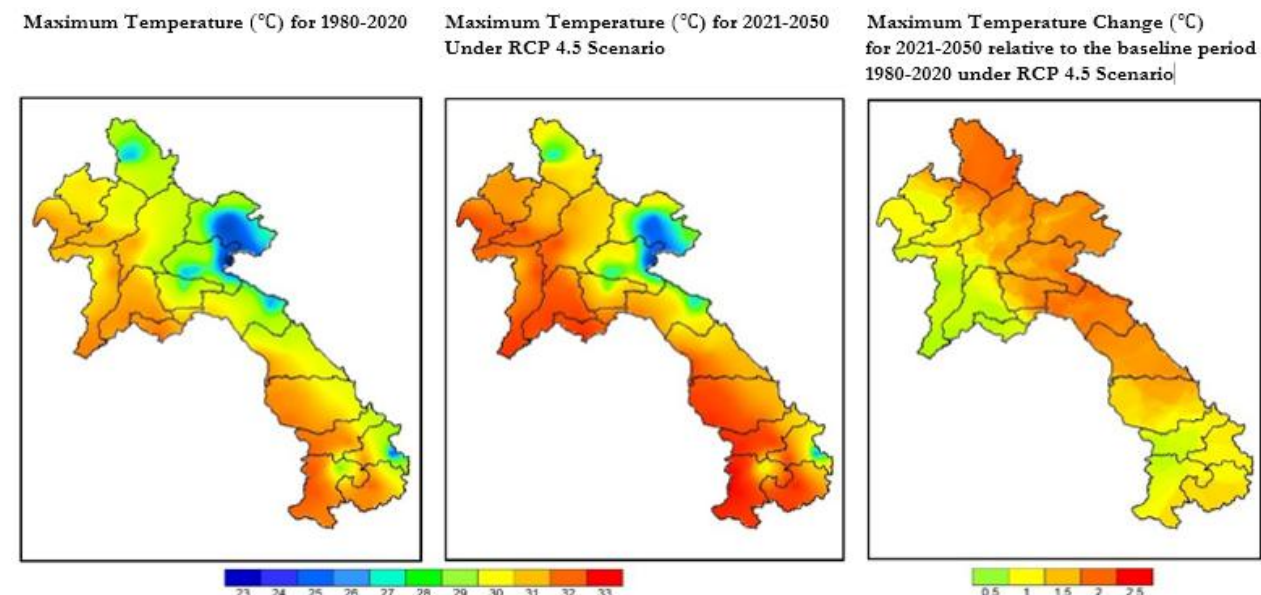 Maximum Temperature (℃) for 1980-2020
Maximum Temperature (℃) for 2021-2050
Under RCP 4.5 Scenario
Maximum Temperature Change (℃)
for 2021-2050 relative to the baseline period
1980-2020 under RCP 4.5 Scenario
23 24 25 26 27 28 29 30 31 32 33
0.5 1 1.5 2 2.5